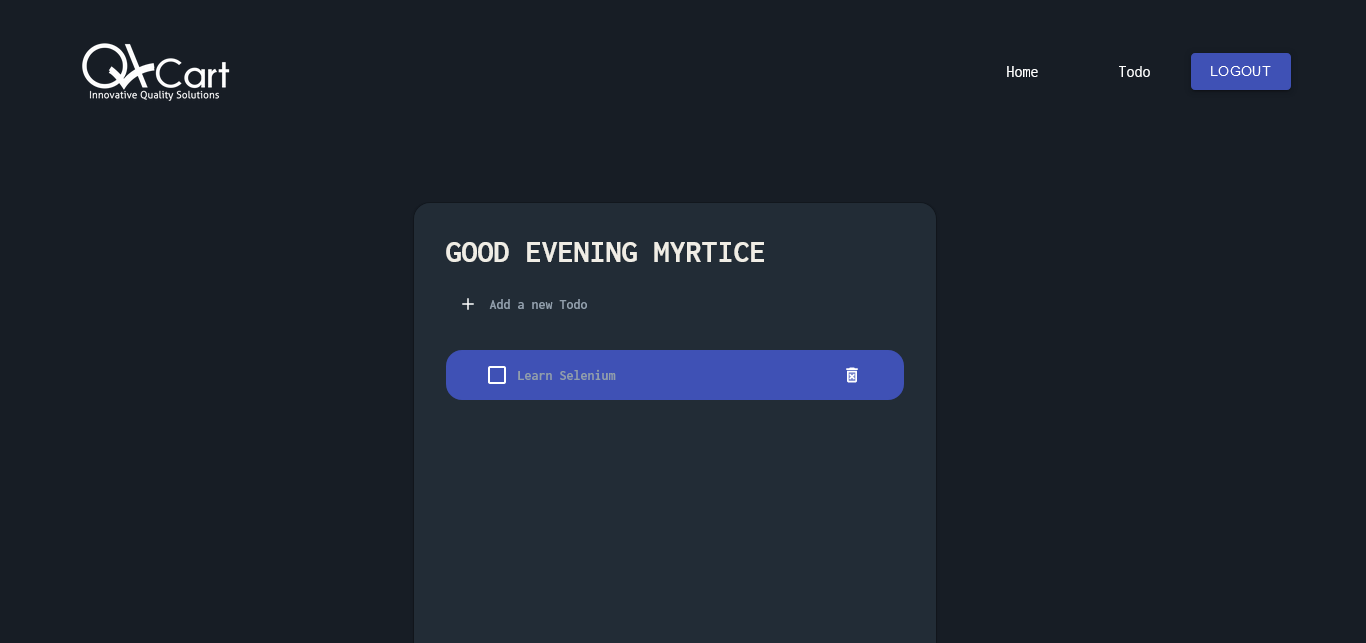 QACart
Innovative Quality Solutions
Home
Todo
LOGOUT
GOOD EVENING MYRTICE
Add a new Todo
Learn Selenium